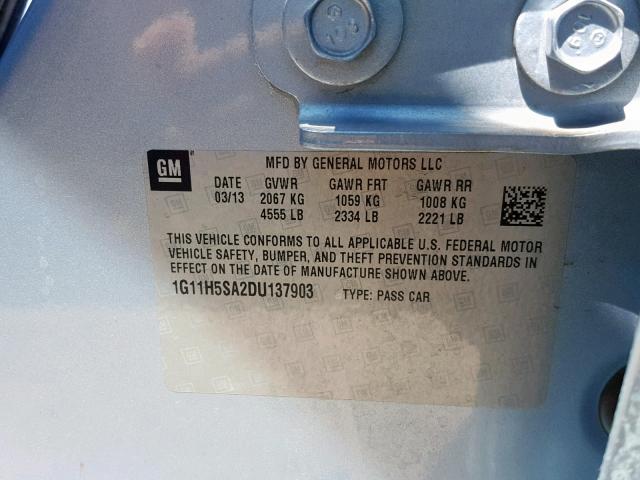 GM
MFD BY GENERAL MOTORS LLC
DATE GVWR GAWR FRT GAWR RR
03/13 2067 KG 1059 KG 1008 KG
4555 LB 2334 LB 2221 LB
THIS VEHICLE CONFORMS TO ALL APPLICABLE U.S. FEDERAL MOTOR
VEHICLE SAFETY, BUMPER, AND THEFT PREVENTION STANDARDS IN
EFFECT ON THE DATE OF MANUFACTURE SHOWN ABOVE.
1G11H5SA2DU137903 TYPE: PASS CAR